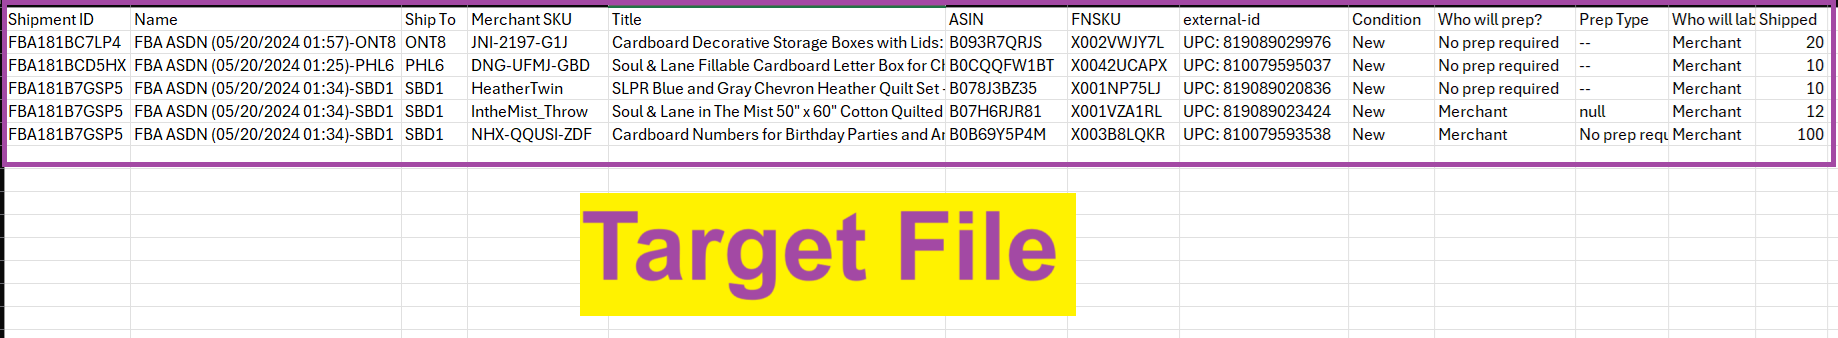 Shipment ID Name Ship To Merchant SKU Title ASIN FNSKU external-id Condition Who will prep? Prep Type Who will lab Shipped
FBA181BC7LP4 FBA ASDN (05/20/2024 01:57)-ONT8 ONT8 JNI-2197-G1J Cardboard Decorative Storage Boxes with Lids: B093R7QRJS X002VWJY7L UPC: 819089029976 New No prep required -- Merchant 20
FBA181BCD5HX FBA ASDN (05/20/2024 01:25)-PHL6 PHL6 DNG-UFMJ-GBD Soul & Lane Fillable Cardboard Letter Box for Ch B0CQQFW1BT X0042UCAPX UPC: 810079595037 New No prep required -- Merchant 10
FBA181B7GSP5 FBA ASDN (05/20/2024 01:34)-SBD1 SBD1 HeatherTwin SLPR Blue and Gray Chevron Heather Quilt Set - B078J3BZ35 X001NP75LJ UPC: 819089020836 New No prep required -- Merchant 10
FBA181B7GSP5 FBA ASDN (05/20/2024 01:34)-SBD1 SBD1 IntheMist_Throw Soul & Lane in The Mist 50" x 60" Cotton Quilted B07H6RJR81 X001VZA1RL UPC: 819089023424 New Merchant null Merchant 12
FBA181B7GSP5 FBA ASDN (05/20/2024 01:34)-SBD1 SBD1 NHX-QQUSI-ZDF Cardboard Numbers for Birthday Parties and Ar B0B69Y5P4M X003B8LQKR UPC: 810079593538 New Merchant No prep requ Merchant 100
Target File